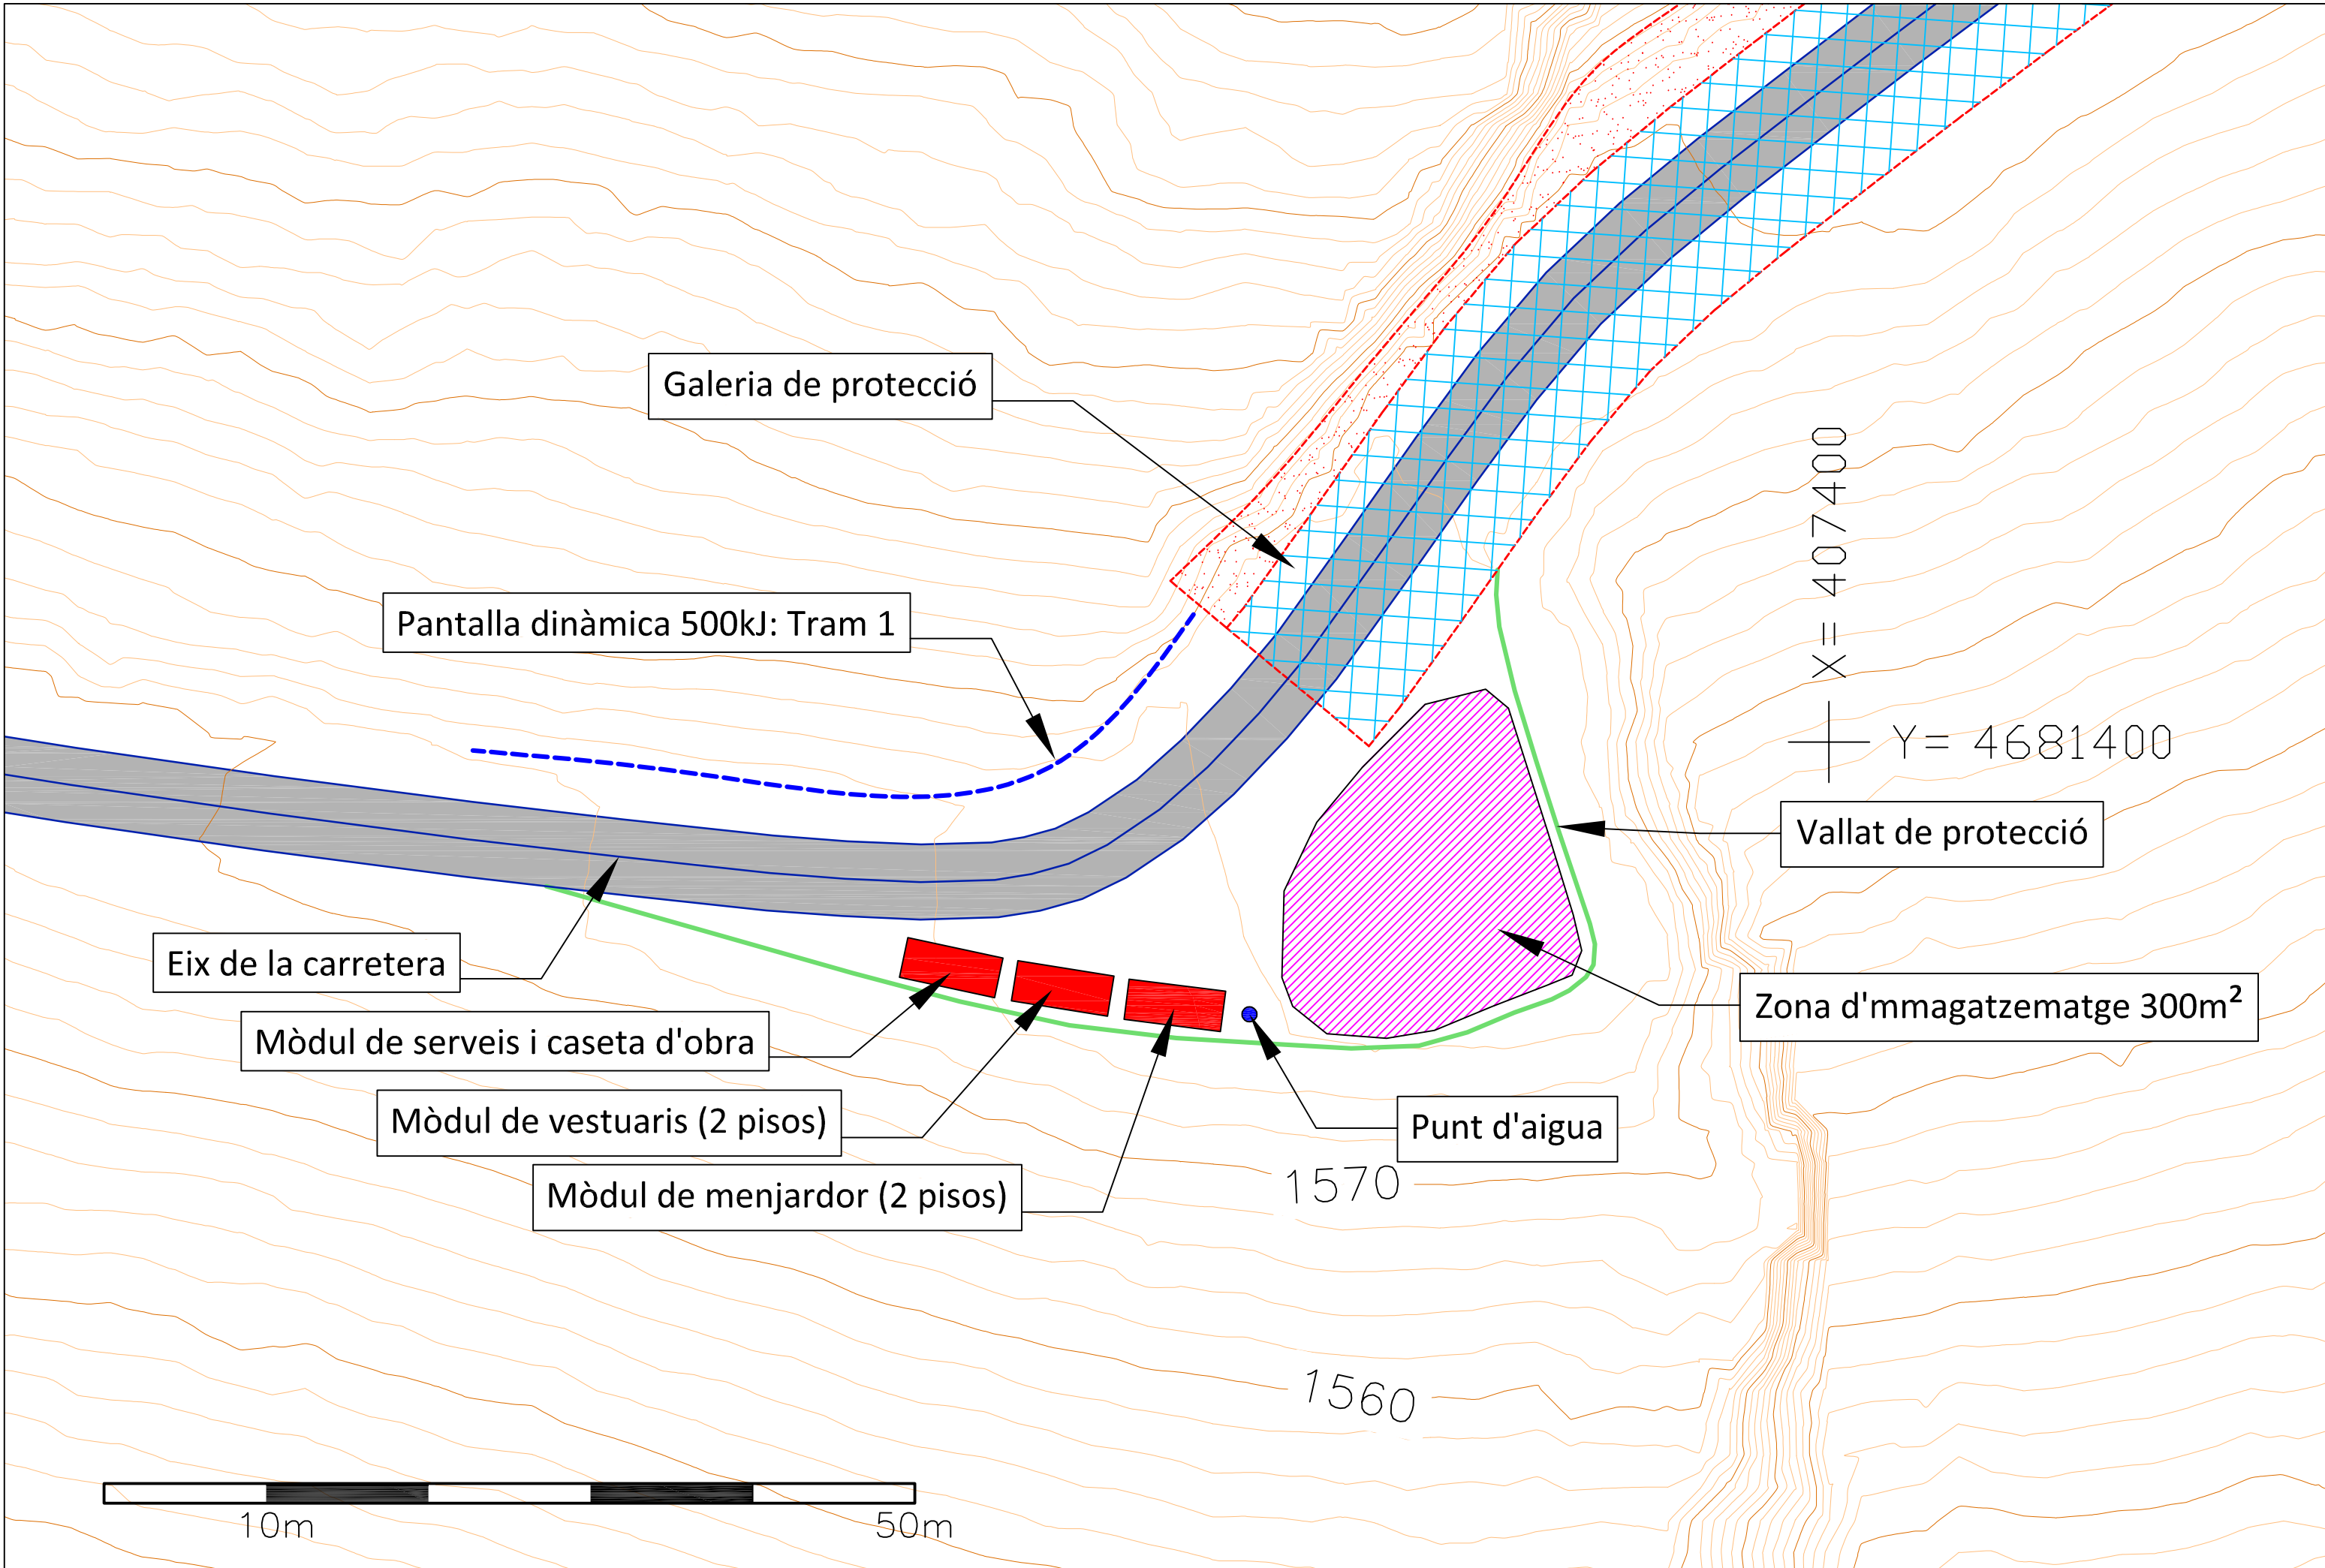 Galeria de protecció
X= 407400
Pantalla dinàmica 500kJ: Tram 1
Y= 4681400
Vallat de protecció
Eix de la carretera
Zona d'mmagatzematge 300m²
Mòdul de serveis i caseta d'obra
Mòdul de vestuaris (2 pisos)
Punt d'aigua
Mòdul de menjardor (2 pisos)
1570
1560
10m
50m